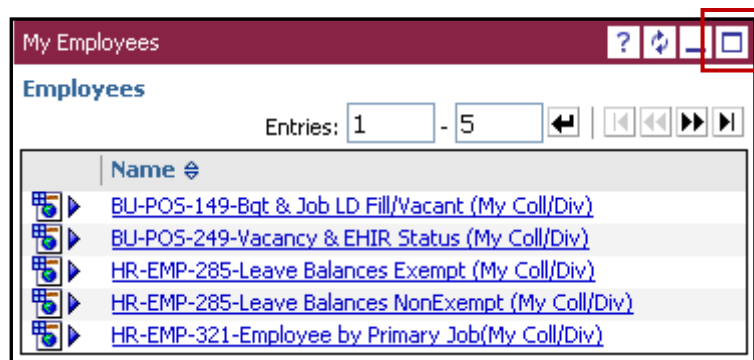 My Employees ?
Employees
Entries: 1 - 5
Name
BU-POS-149-Bgt & Job LD Fill/Vacant (My Coll/Div)
BU-POS-249-Vacancy & EHIR Status (My Coll/Div)
HR-EMP-285-Leave Balances Exempt (My Coll/Div)
HR-EMP-285-Leave Balances NonExempt (My Coll/Div)
HR-EMP-321-Employee by Primary Job(My Coll/Div)